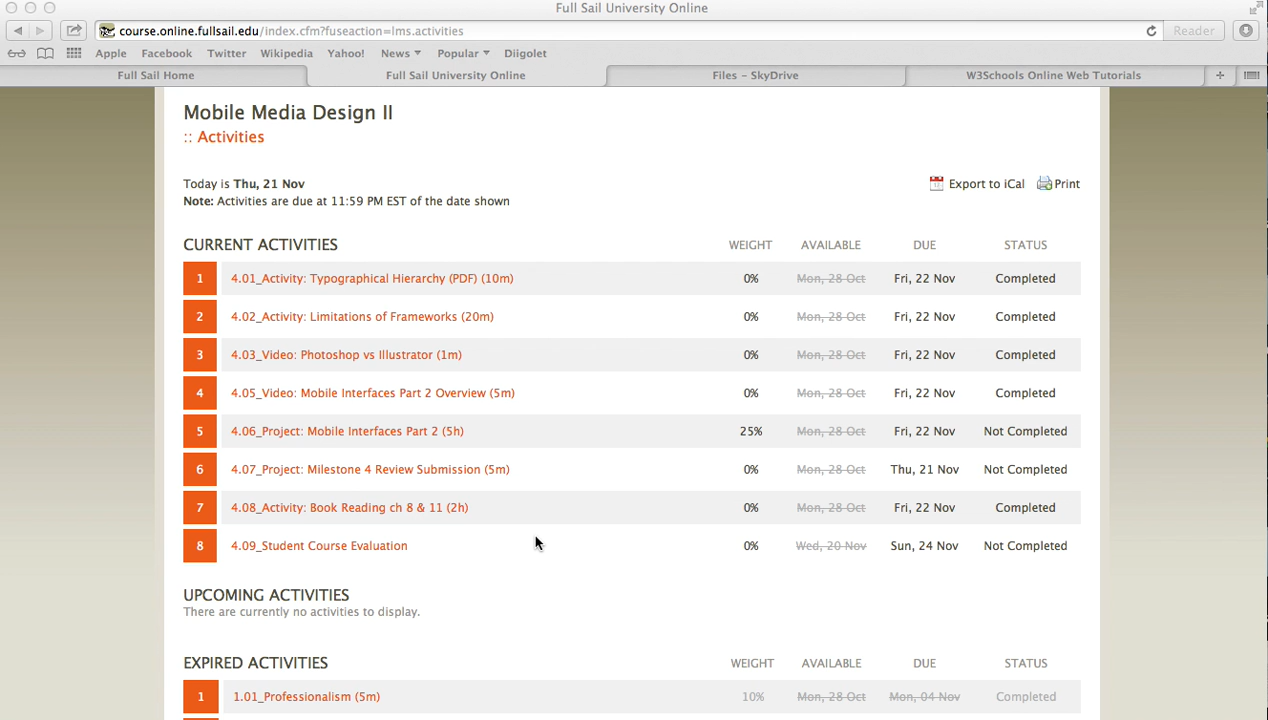 Full Sail University Online
course.online.fullsail.edu/index.cfm?fuseaction=lms.activities
Reader
Apple Facebook Twitter Wikipedia Yahoo! News Popular Diigolet
Full Sail Home Full Sail University Online Files – SkyDrive W3Schools Online Web Tutorials +
Mobile Media Design II
:: Activities
Today is Thu, 21 Nov
Export to iCal Print
Note: Activities are due at 11:59 PM EST of the date shown
CURRENT ACTIVITIES WEIGHT AVAILABLE DUE STATUS
1 4.01_Activity: Typographical Hierarchy (PDF) (10m) 0% Mon, 28 Oct Fri, 22 Nov Completed
2 4.02_Activity: Limitations of Frameworks (20m) 0% Mon, 28 Oct Fri, 22 Nov Completed
3 4.03_Video: Photoshop vs Illustrator (1m) 0% Mon, 28 Oct Fri, 22 Nov Completed
4 4.05_Video: Mobile Interfaces Part 2 Overview (5m) 0% Mon, 28 Oct Fri, 22 Nov Completed
5 4.06_Project: Mobile Interfaces Part 2 (5h) 25% Mon, 28 Oct Fri, 22 Nov Not Completed
6 4.07_Project: Milestone 4 Review Submission (5m) 0% Mon, 28 Oct Thu, 21 Nov Not Completed
7 4.08_Activity: Book Reading ch 8 & 11 (2h) 0% Mon, 28 Oct Fri, 22 Nov Completed
8 4.09_Student Course Evaluation 0% Wed, 20 Nov Sun, 24 Nov Not Completed
UPCOMING ACTIVITIES
There are currently no activities to display.
EXPIRED ACTIVITIES WEIGHT AVAILABLE DUE STATUS
1 1.01_Professionalism (5m) 10% Mon, 28 Oct Mon, 04 Nov Completed